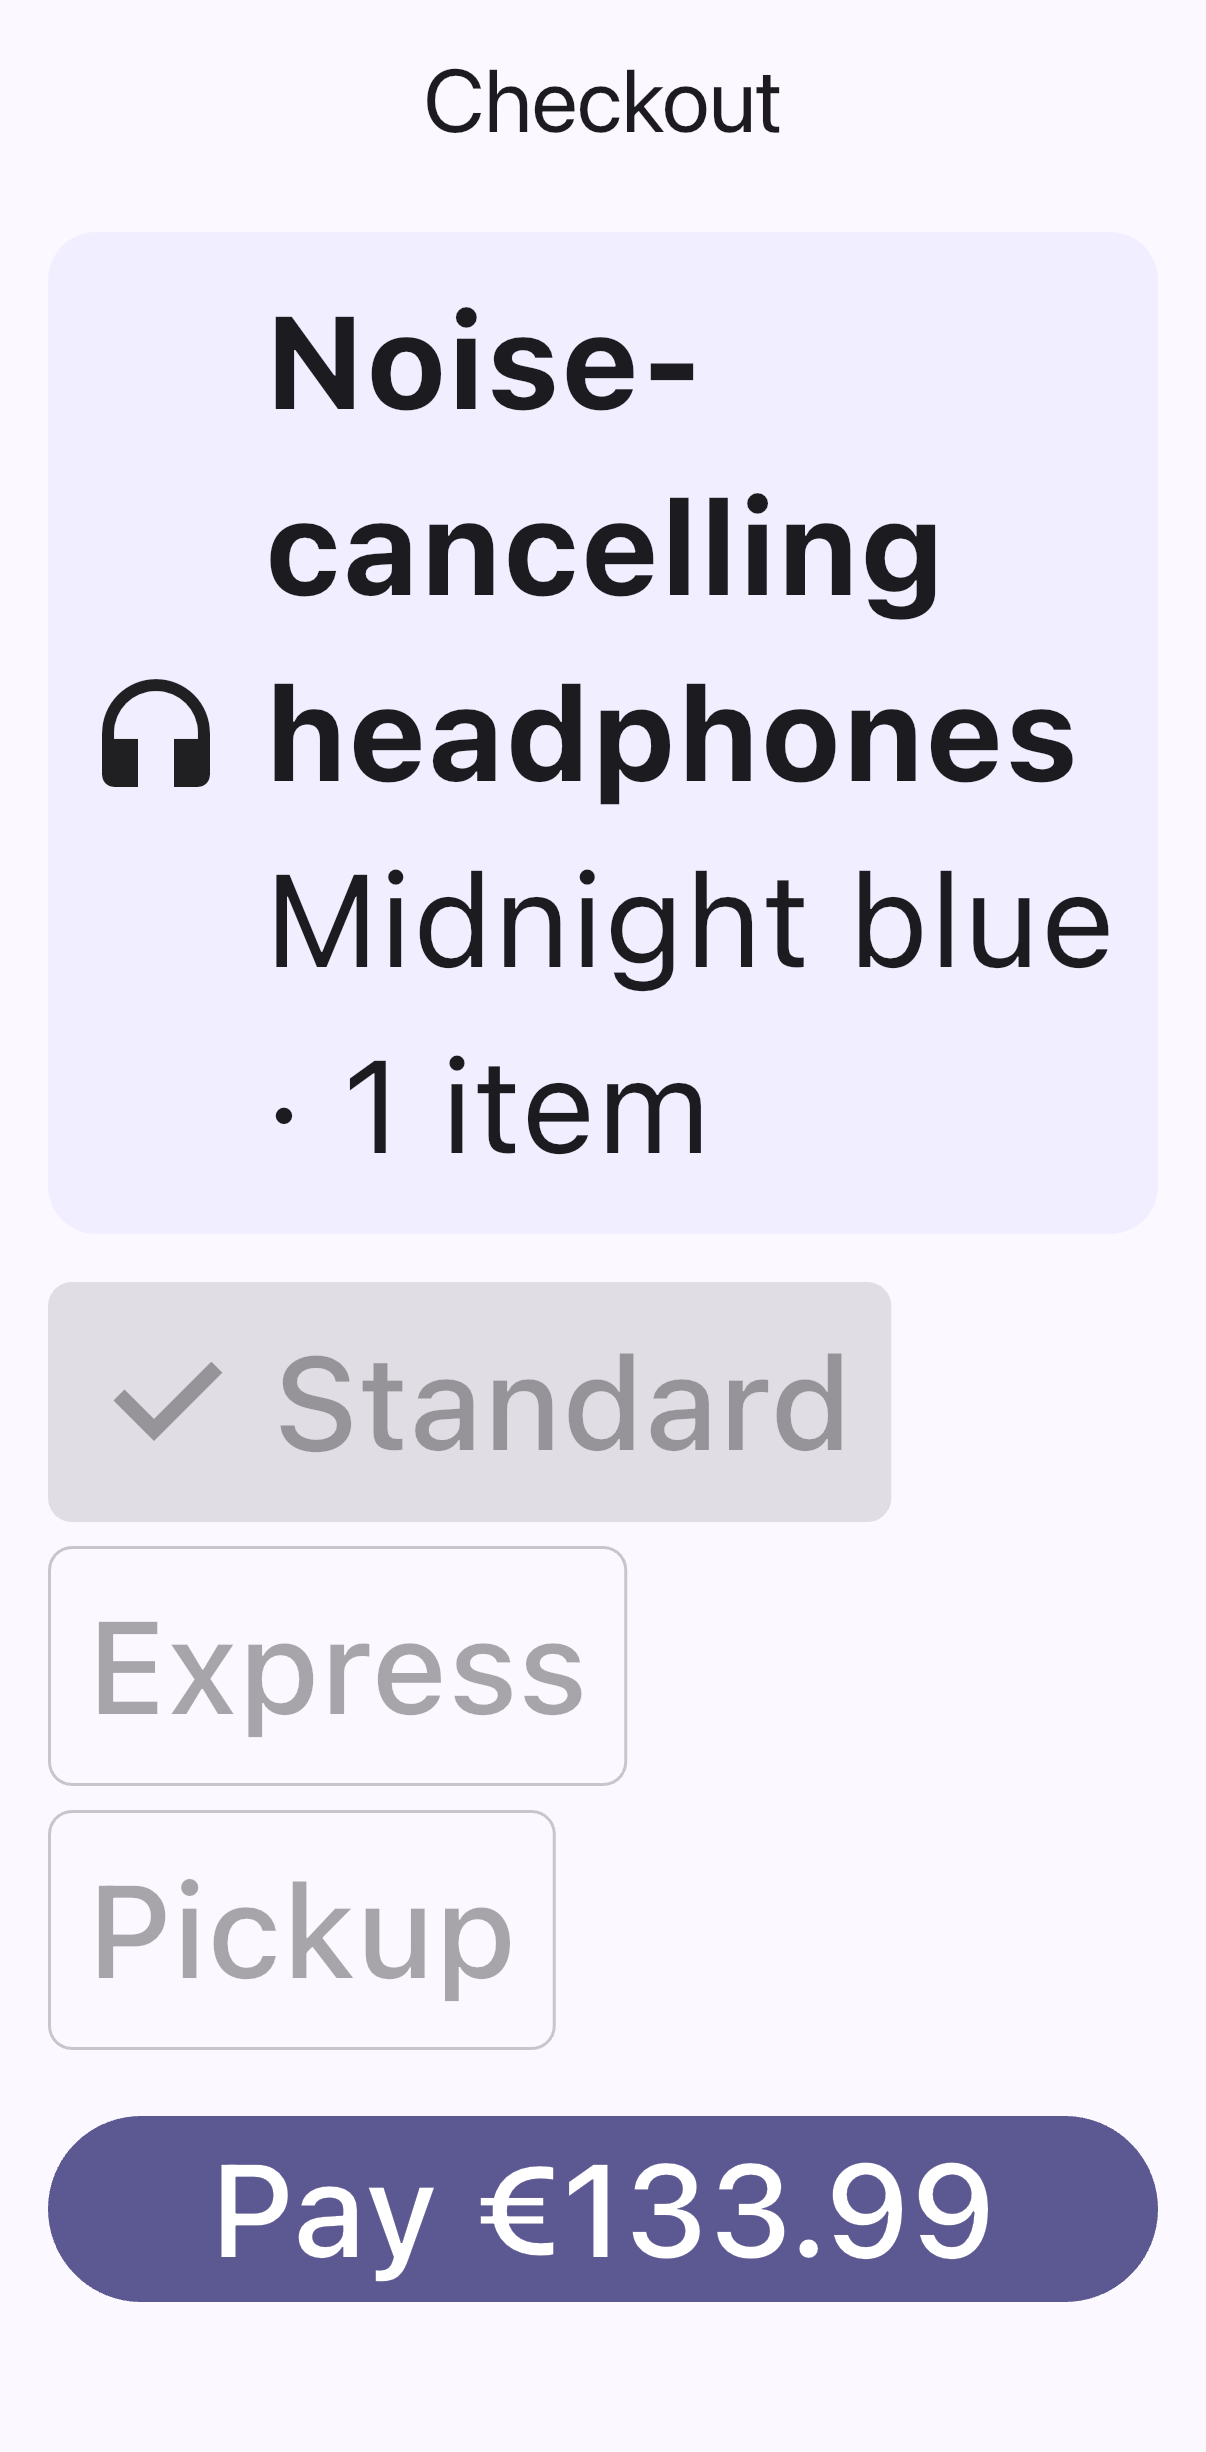 Checkout
Noise-
cancelling
headphones
Midnight blue
· 1 item
Standard
Express
Pickup
Pay €133.99